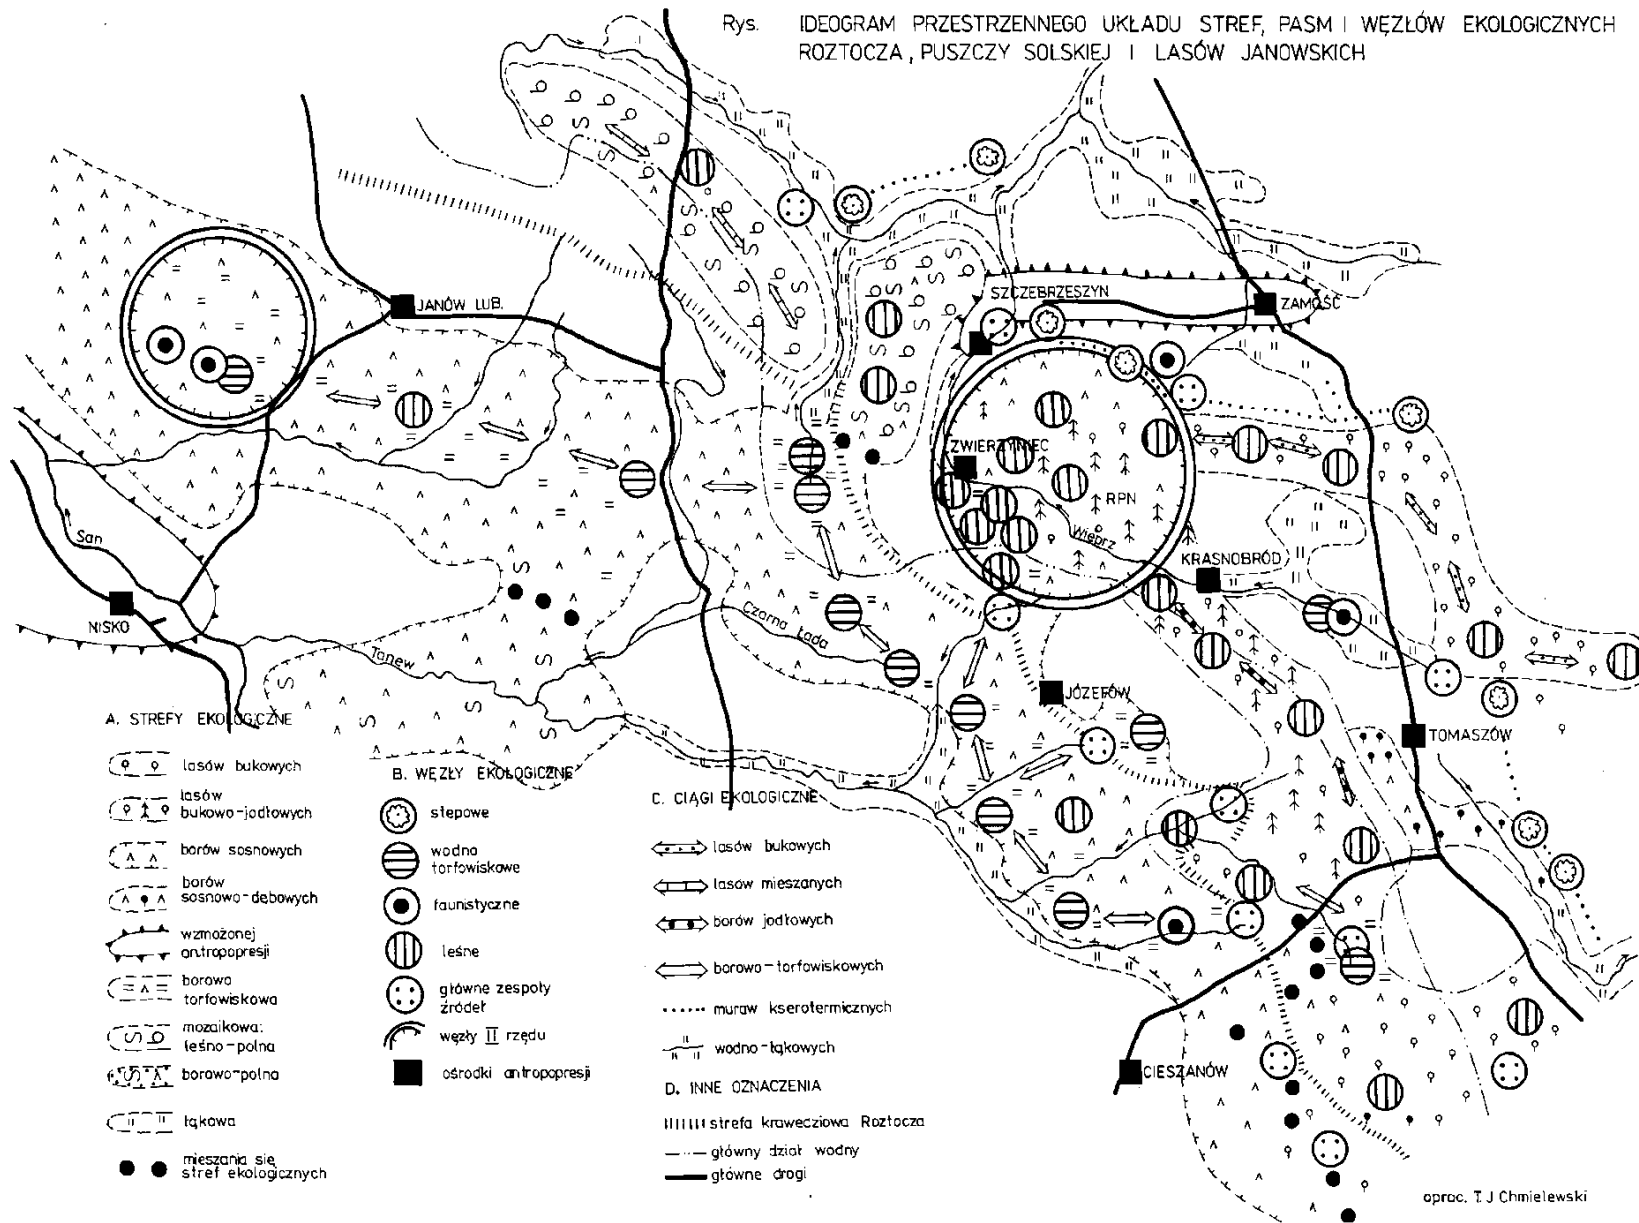 Rys. IDEOGRAM PRZESTRZENNEGO UKŁADU STREF, PASM I WĘZŁÓW EKOLOGICZNYCH
ROZTOCZA, PUSZCZY SOLSKIEJ I LASÓW JANOWSKICH
JANÓW LUB.
SZCZEBRZESZYN
ZAMOŚĆ
ZWIERZYNIEC
RPN
Wieprz
KRASNOBRÓD
San
NISKO
Tanew
Czarna Łada
JÓZEFÓW
TOMASZÓW
CIESZANÓW
A. STREFY EKOLOGICZNE
lasów bukowych
lasów
bukowo-jodłowych
borów sosnowych
borów
sosnowo-dębowych
wzmożonej
antropopresji
borowo
torfowiskowa
mozaikowa:
leśno-polna
borowo-polna
łąkowa
mieszania się
stref ekologicznych
B. WĘZŁY EKOLOGICZNE
stepowe
wodno
torfowiskowe
faunistyczne
leśne
główne zespoły
źródeł
węzły II rzędu
ośrodki antropopresji
C. CIĄGI EKOLOGICZNE
lasów bukowych
lasów mieszanych
borów jodłowych
borowo-torfowiskowych
muraw kserotermicznych
wodno-łąkowych
D. INNE OZNACZENIA
strefa krawędziowa Roztocza
główny dział wodny
główne drogi
oprac. T.J Chmielewski